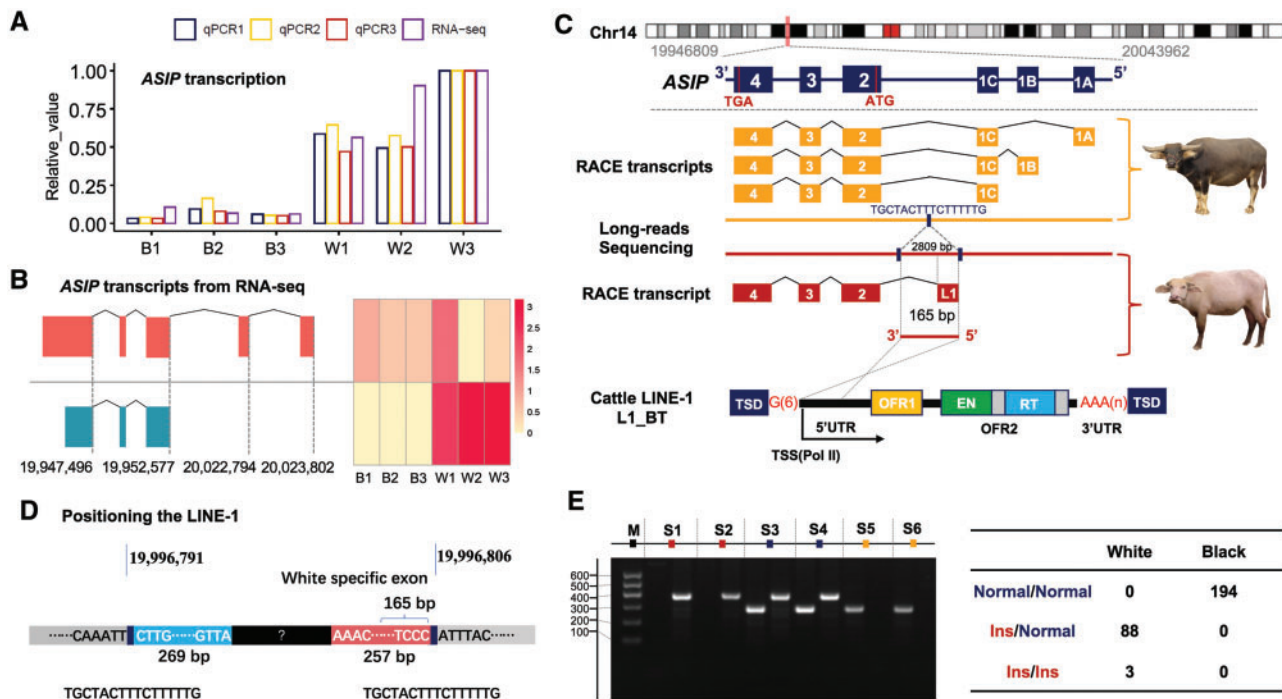 A
qPCR1 qPCR2 qPCR3 RNA-seq
ASIP transcription
Relative_value
1.00
0.75
0.50
0.25
0.00
B1 B2 B3 W1 W2 W3
B
ASIP transcripts from RNA-seq
3
2.5
2
1.5
1
0.5
0
19,947,496 19,952,577 20,022,794 20,023,802
B1 B2 B3 W1 W2 W3
C
Chr14
19946809 20043962
ASIP 3' 4 3 2 1C 1B 1A 5'
TGA ATG
4 3 2 1C 1A
RACE transcripts 4 3 2 1C 1B
4 3 2 1C
TGCTACTTTCTTTTTG
Long-reads
Sequencing
2809 bp
RACE transcript 4 3 2 L1
165 bp
3' 5'
Cattle LINE-1
L1_BT
TSD G(6) OFR1 EN RT AAA(n) TSD
5'UTR OFR2 3'UTR
TSS(Pol II)
D
Positioning the LINE-1
19,996,791 19,996,806
White specific exon
165 bp
······CAAATT CTTG······GTTA ? AAAC······TCCC ATTTAC······
269 bp 257 bp
TGCTACTTTCTTTTTG TGCTACTTTCTTTTTG
E
M S1 S2 S3 S4 S5 S6
600
500
400
300
200
100
White Black
Normal/Normal 0 194
Ins/Normal 88 0
Ins/Ins 3 0